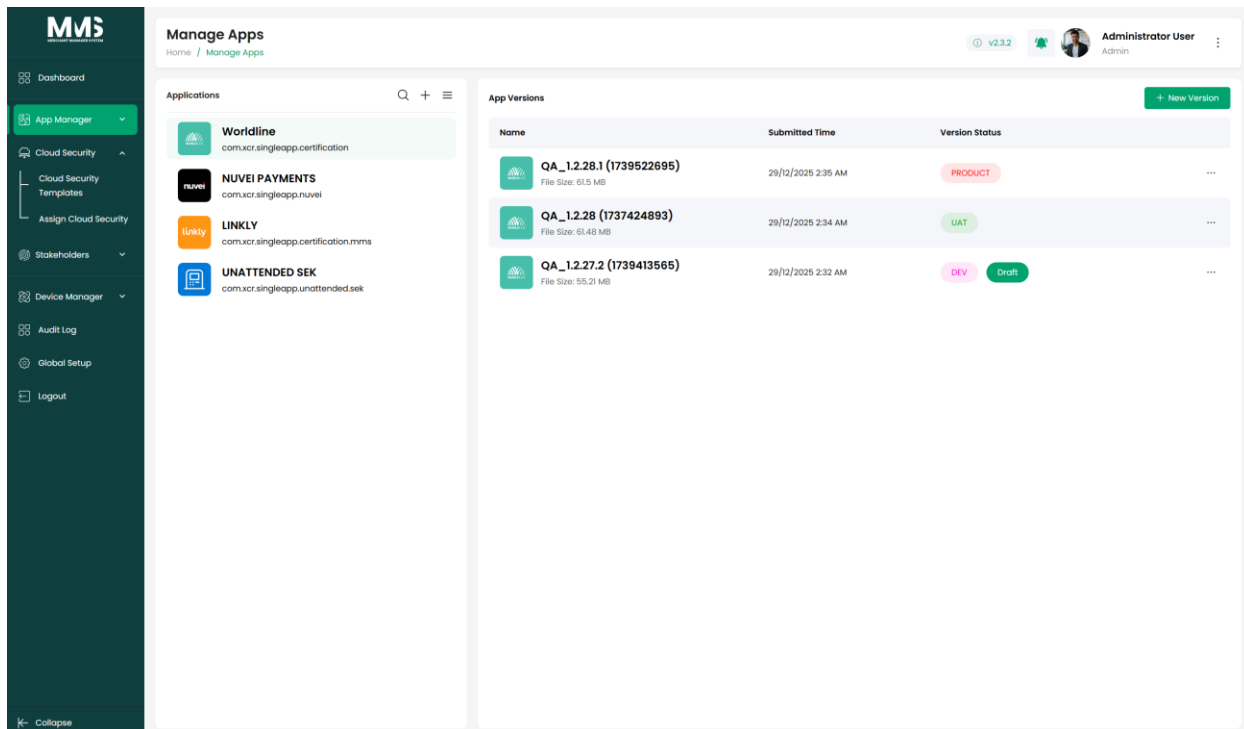 MMS
MERCHANT MANAGER SYSTEM
Dashboard
App Manager
Cloud Security
Cloud Security
Templates
Assign Cloud Security
Stakeholders
Device Manager
Audit Log
Global Setup
Logout
Collapse
Manage Apps
Home / Manage Apps
v2.3.2
Administrator User
Admin
Applications
Worldline
com.xcr.singleapp.certification
nuvei
NUVEI PAYMENTS
com.xcr.singleapp.nuvei
linkly
LINKLY
com.xcr.singleapp.certification.mms
UNATTENDED SEK
com.xcr.singleapp.unattended.sek
App Versions
+ New Version
Name Submitted Time Version Status
QA_1.2.28.1 (1739522695)
File Size: 61.5 MB
29/12/2025 2:35 AM
PRODUCT
QA_1.2.28 (1737424893)
File Size: 61.48 MB
29/12/2025 2:34 AM
UAT
QA_1.2.27.2 (1739413565)
File Size: 55.21 MB
29/12/2025 2:32 AM
DEV Draft